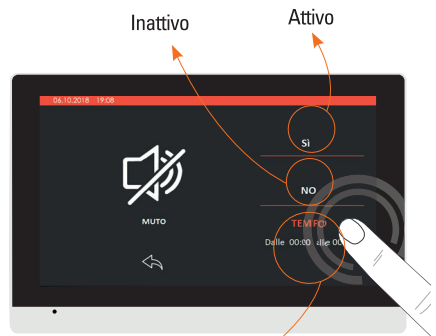 Inattivo
Attivo
06.10.2018 19:08
Sì
NO
MUTO
TEMPO
Dalle 00:00 alle 00